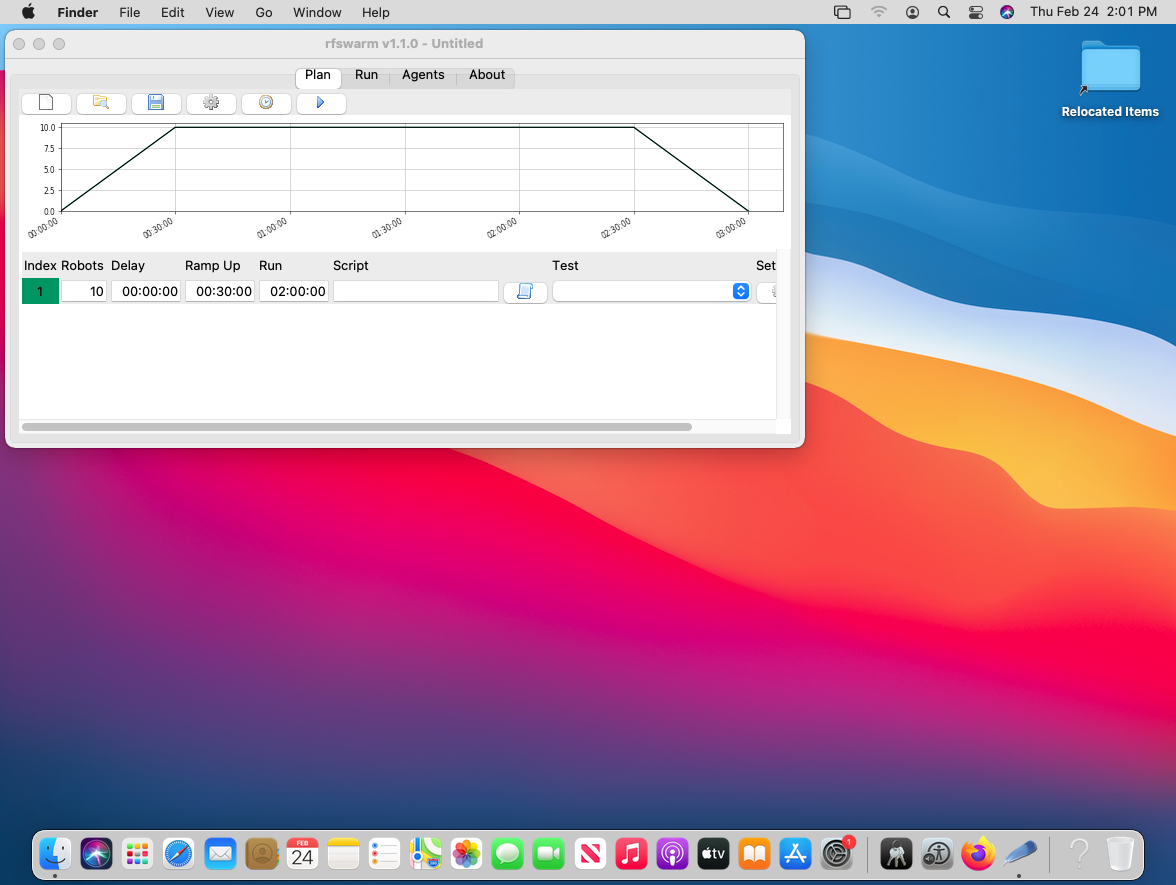 Finder File Edit View Go Window Help Thu Feb 24 2:01 PM
rfswarm v1.1.0 - Untitled
Plan Run Agents About
Relocated Items
10.0
7.5
5.0
2.5
0.0
00:00:00 00:30:00 01:00:00 01:30:00 02:00:00 02:30:00 03:00:00
Index Robots Delay Ramp Up Run Script Test Set
1 10 00:00:00 00:30:00 02:00:00
FEB
24
tv
1